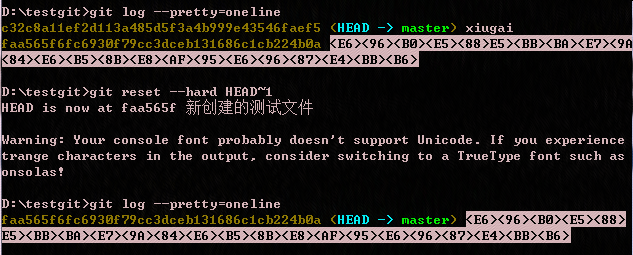 D:\testgit>git log --pretty=oneline
c32c8a11ef2d113a485d5f3a4b999e43546faef5 (HEAD -> master) xiugai
faa565f6fc6930f79cc3dceb131686c1cb224b0a <E6><96><B0><E5><88><E5><BB><BA><E7><9A
<84><E6><B5><8B><E8><AF><95><E6><96><87><E4><BB><B6>
D:\testgit>git reset --hard HEAD~1
HEAD is now at faa565f 新创建的测试文件
Warning: Your console font probably doesn't support Unicode. If you experience
trange characters in the output, consider switching to a TrueType font such as
onsolas!
D:\testgit>git log --pretty=oneline
faa565f6fc6930f79cc3dceb131686c1cb224b0a (HEAD -> master) <E6><96><B0><E5><88>
E5><BB><BA><E7><9A><84><E6><B5><8B><E8><AF><95><E6><96><87><E4><BB><B6>